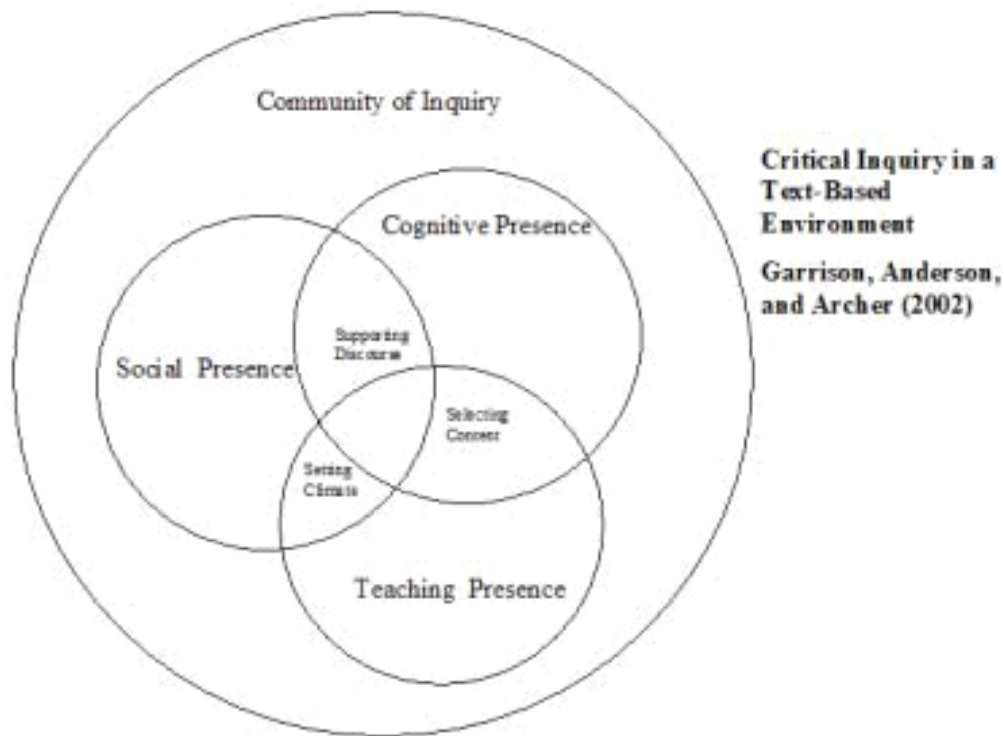 Community of Inquiry
Cognitive Presence
Supporting
Discourse
Social Presence
Selecting
Setting
Climate
Teaching Presence
Critical Inquiry in a
Text-Based
Environment
Garrison, Anderson,
and Archer (2002)